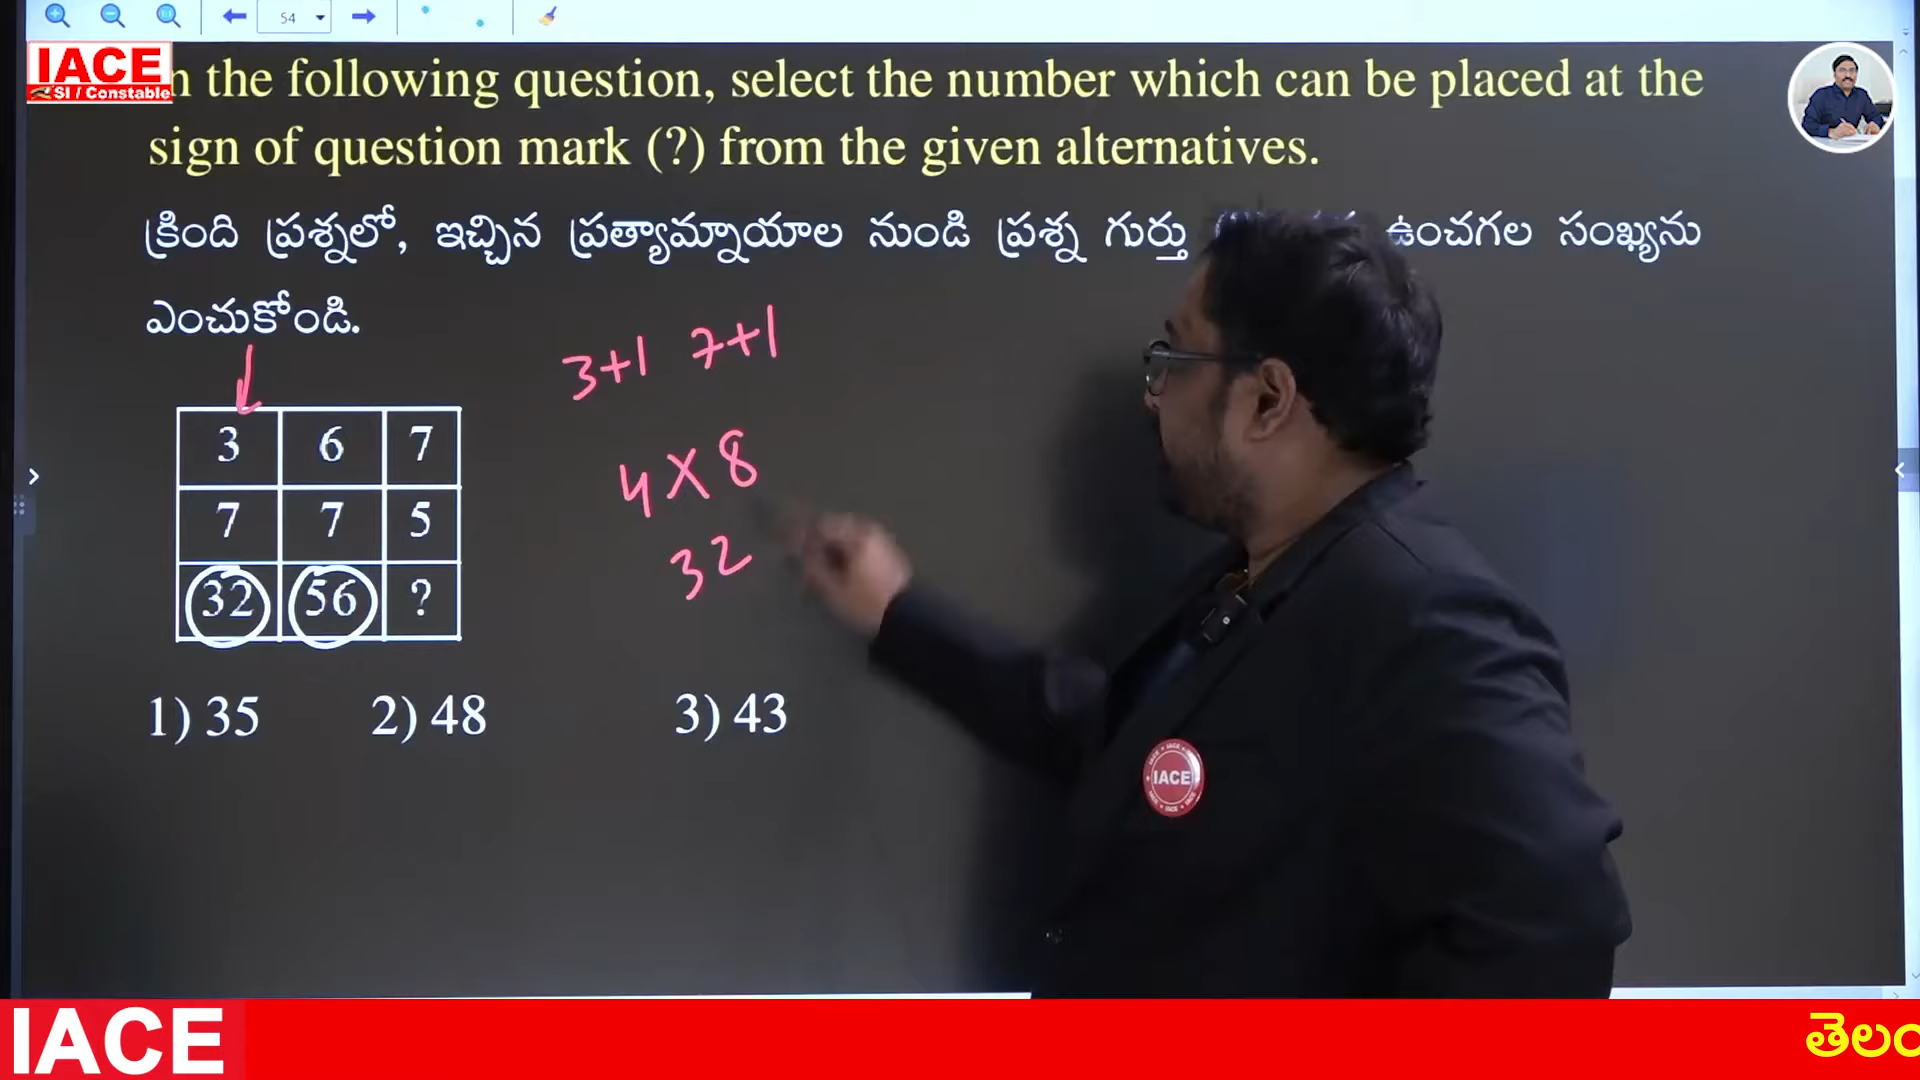 54
IACE
SI / Constable
n the following question, select the number which can be placed at the
sign of question mark (?) from the given alternatives.
క్రింది ప్రశ్నలో, ఇచ్చిన ప్రత్యామ్నాయాల నుండి ప్రశ్న గుర్తు ఉంచగల సంఖ్యను
ఎంచుకోండి.
3+1 7+1
3 6 7
4 X 8
7 7 5
32
32 56 ?
1) 35 2) 48 3) 43
IACE
IACE
తెలం